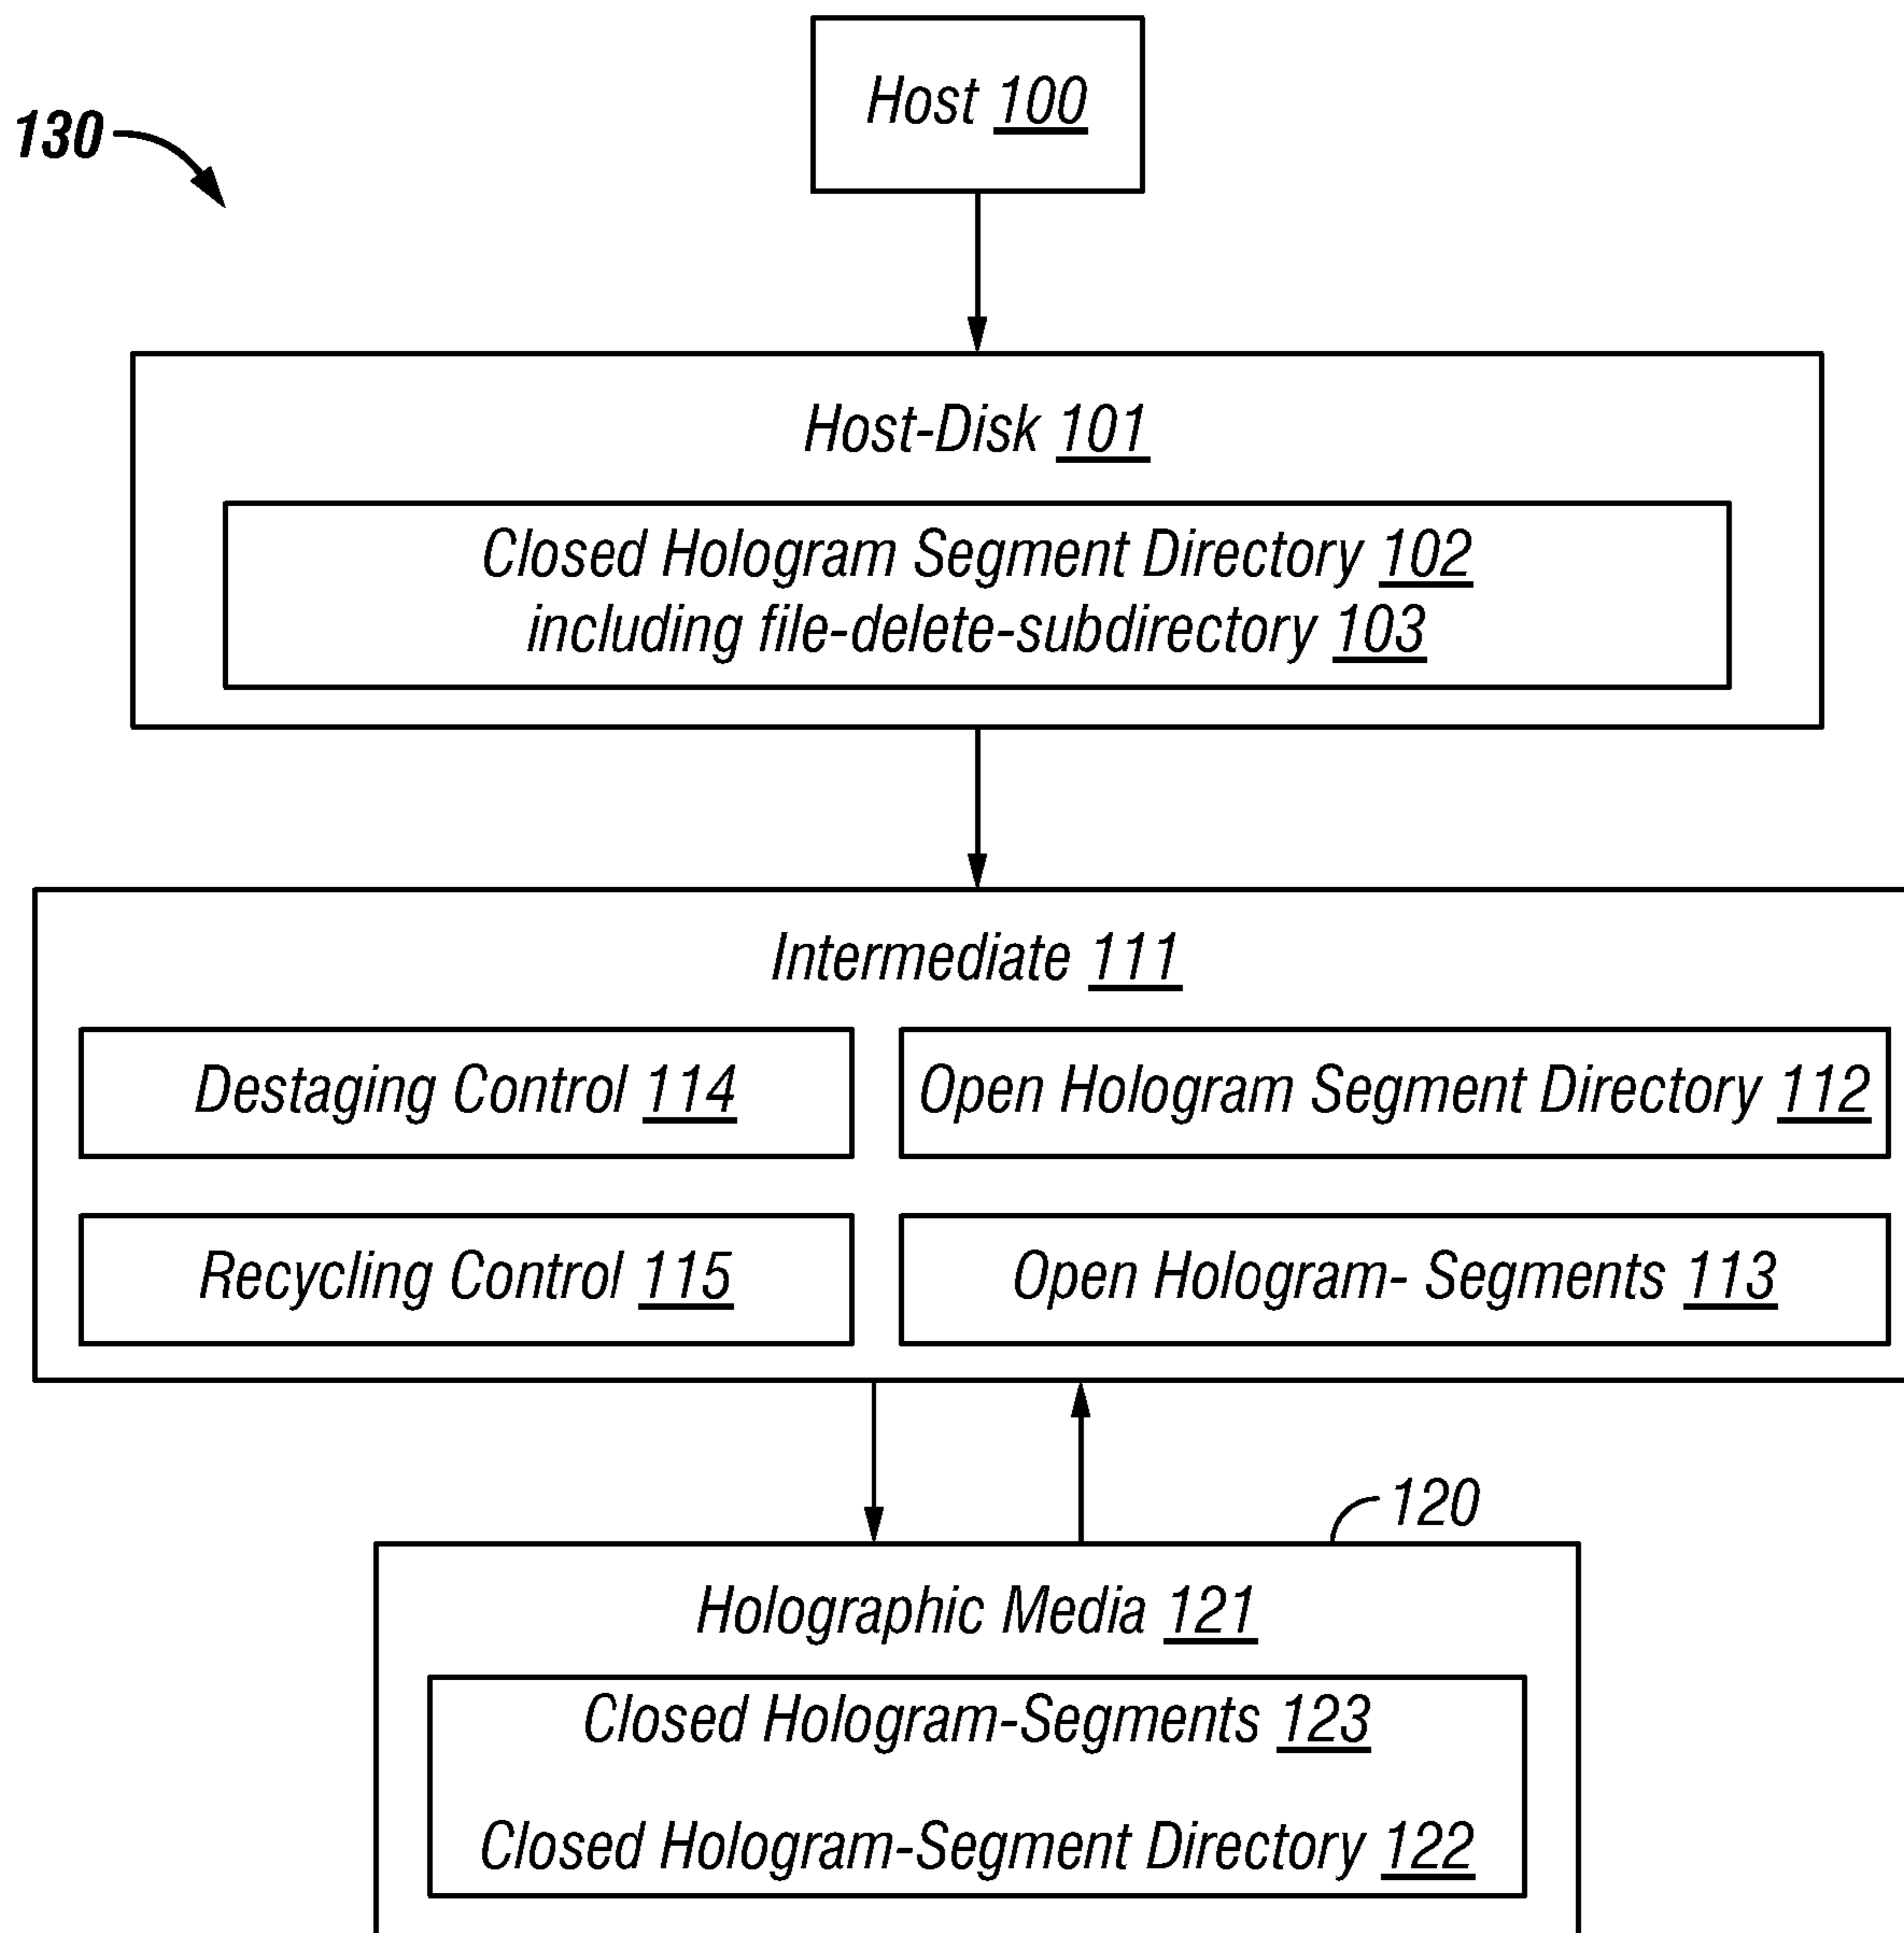 Host 100
130
Host-Disk 101
Closed Hologram Segment Directory 102
including file-delete-subdirectory 103
Intermediate 111
Destaging Control 114
Open Hologram Segment Directory 112
Recycling Control 115
Open Hologram- Segments 113
120
Holographic Media 121
Closed Hologram-Segments 123
Closed Hologram-Segment Directory 122